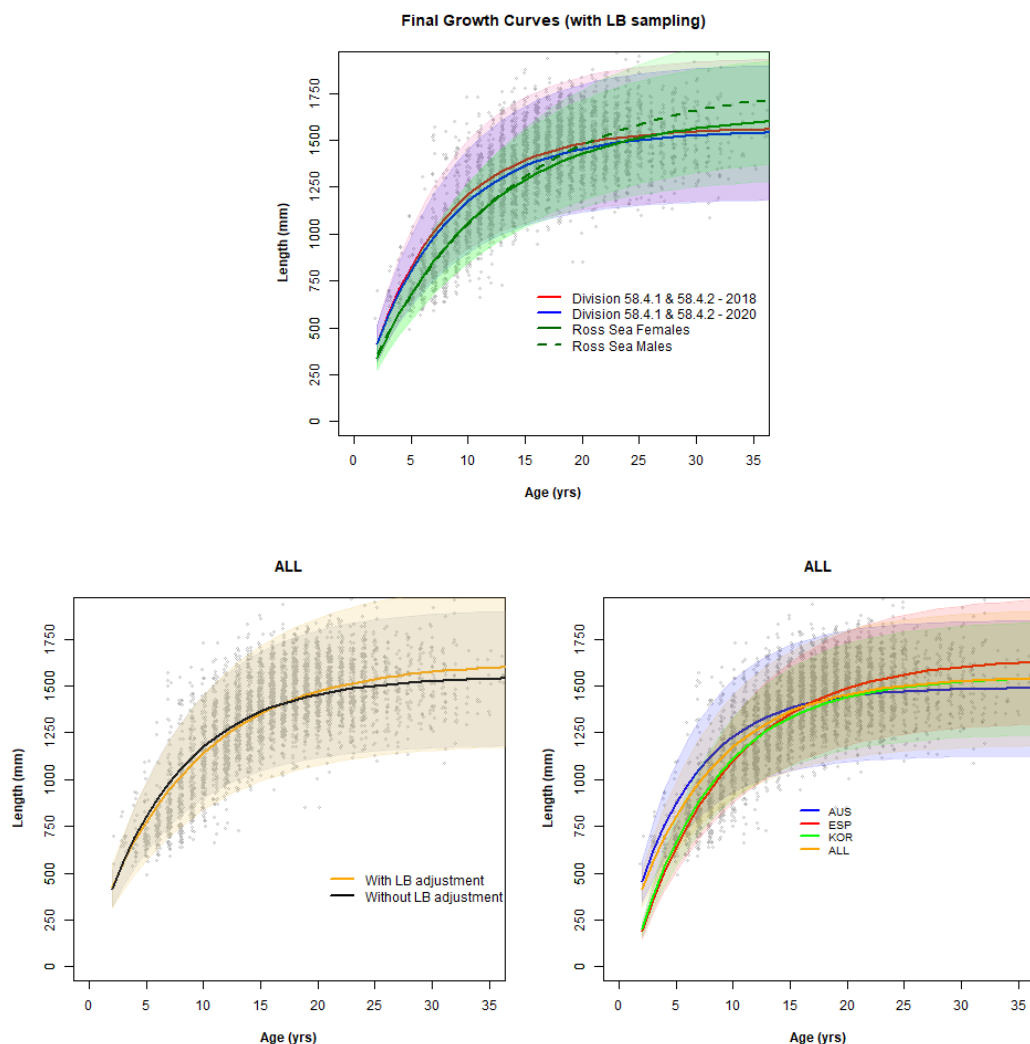 Final Growth Curves (with LB sampling)
Length (mm)
1750
1500
1250
1000
750
500
250
0
Division 58.4.1 & 58.4.2 - 2018
Division 58.4.1 & 58.4.2 - 2020
Ross Sea Females
Ross Sea Males
0 5 10 15 20 25 30 35
Age (yrs)
ALL
Length (mm)
1750
1500
1250
1000
750
500
250
0
With LB adjustment
Without LB adjustment
0 5 10 15 20 25 30 35
Age (yrs)
ALL
Length (mm)
1750
1500
1250
1000
750
500
250
0
AUS
ESP
KOR
ALL
0 5 10 15 20 25 30 35
Age (yrs)